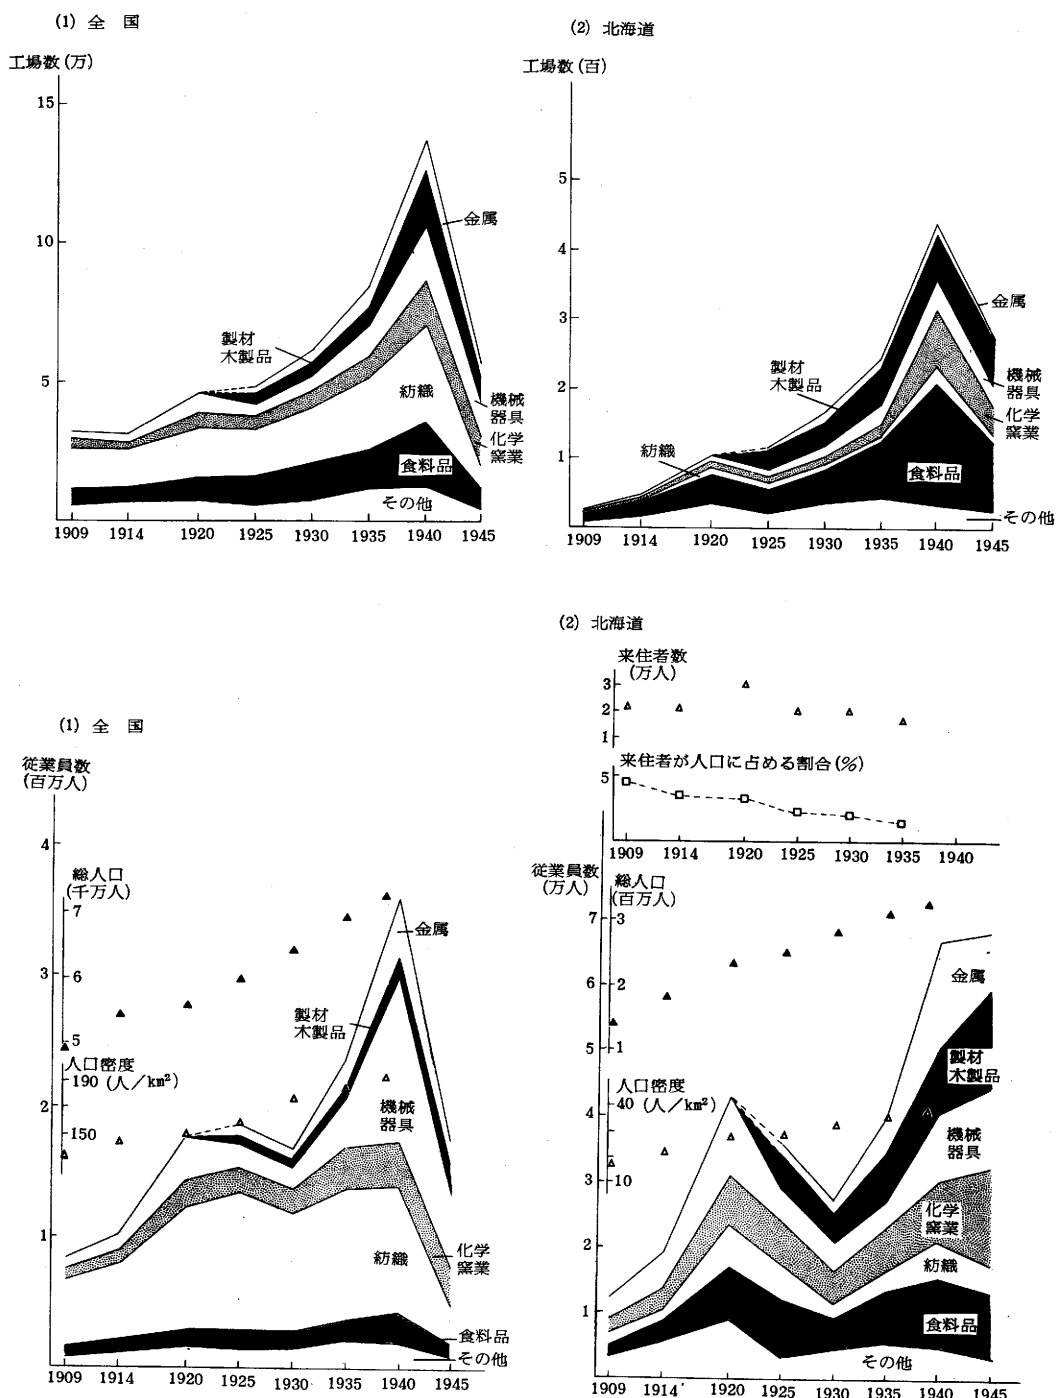 (1) 全 国
工場数(万)
15
10
5
金属
製材
木製品
紡織
機械
器具
化学
窯業
食料品
その他
1909 1914 1920 1925 1930 1935 1940 1945
(2) 北海道
工場数(百)
5
4
3
2
1
金属
製材
木製品
機械
器具
化学
窯業
紡織
食料品
その他
1909 1914 1920 1925 1930 1935 1940 1945
(1) 全 国
従業員数
(百万人)
4
3
2
1
総人口
(千万人)
7
6
5
人口密度
190 (人/km²)
150
金属
製材
木製品
機械
器具
化学
窯業
紡織
食料品
その他
1909 1914 1920 1925 1930 1935 1940 1945
(2) 北海道
来住者数
(万人)
3
2
1
来住者が人口に占める割合(%)
5
1909 1914 1920 1925 1930 1935 1940
従業員数
(万人)
7
6
5
4
3
2
1
総人口
(百万人)
3
2
1
人口密度
40 (人/km²)
10
金属
製材
木製品
機械
器具
化学
窯業
紡織
食料品
その他
1909 1914 1920 1925 1930 1935 1940 1945